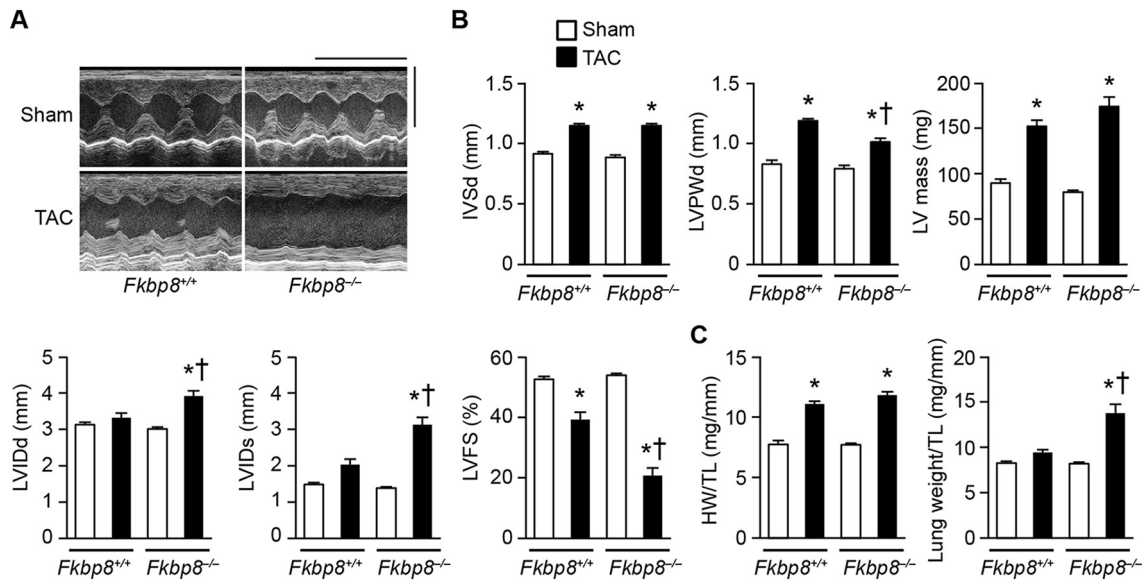 A
Sham
TAC
Fkbp8+/+
Fkbp8–/–
B
Sham
TAC
IVSd (mm)
1.5
1.0
0.5
0
Fkbp8+/+ Fkbp8–/–
* *
LVPWd (mm)
1.5
1.0
0.5
0
Fkbp8+/+ Fkbp8–/–
* *†
LV mass (mg)
200
150
100
50
0
Fkbp8+/+ Fkbp8–/–
* *
LVIDd (mm)
5
4
3
2
1
0
Fkbp8+/+ Fkbp8–/–
*†
LVIDs (mm)
5
4
3
2
1
0
Fkbp8+/+ Fkbp8–/–
*†
LVFS (%)
60
40
20
0
Fkbp8+/+ Fkbp8–/–
* *†
C
HW/TL (mg/mm)
15
10
5
0
Fkbp8+/+ Fkbp8–/–
* *
Lung weight/TL (mg/mm)
20
15
10
5
0
Fkbp8+/+ Fkbp8–/–
*†